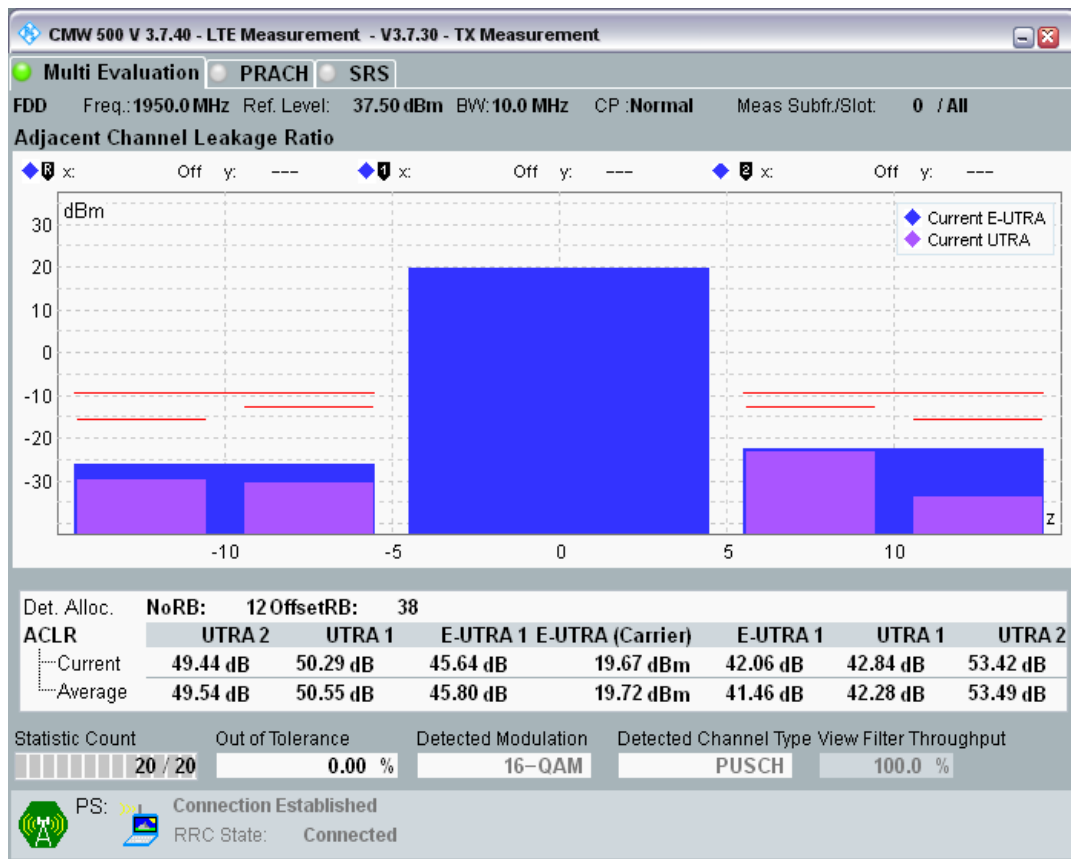 CMW 500 V 3.7.40 - LTE Measurement - V3.7.30 - TX Measurement
Multi Evaluation PRACH SRS
FDD Freq.: 1950.0 MHz Ref. Level: 37.50 dBm BW: 10.0 MHz CP : Normal Meas Subfr./Slot: 0 / All
Adjacent Channel Leakage Ratio
R x: Off y: --- 1 x: Off y: --- 2 x: Off y: ---
dBm
Current E-UTRA
Current UTRA
30
20
10
0
-10
-20
-30
z
-10 -5 0 5 10
Det. Alloc. NoRB: 12 OffsetRB: 38
ACLR UTRA 2 UTRA 1 E-UTRA 1 E-UTRA (Carrier) E-UTRA 1 UTRA 1 UTRA 2
Current 49.44 dB 50.29 dB 45.64 dB 19.67 dBm 42.06 dB 42.84 dB 53.42 dB
Average 49.54 dB 50.55 dB 45.80 dB 19.72 dBm 41.46 dB 42.28 dB 53.49 dB
Statistic Count Out of Tolerance Detected Modulation Detected Channel Type View Filter Throughput
20 / 20 0.00 % 16-QAM PUSCH 100.0 %
PS: Connection Established
RRC State: Connected